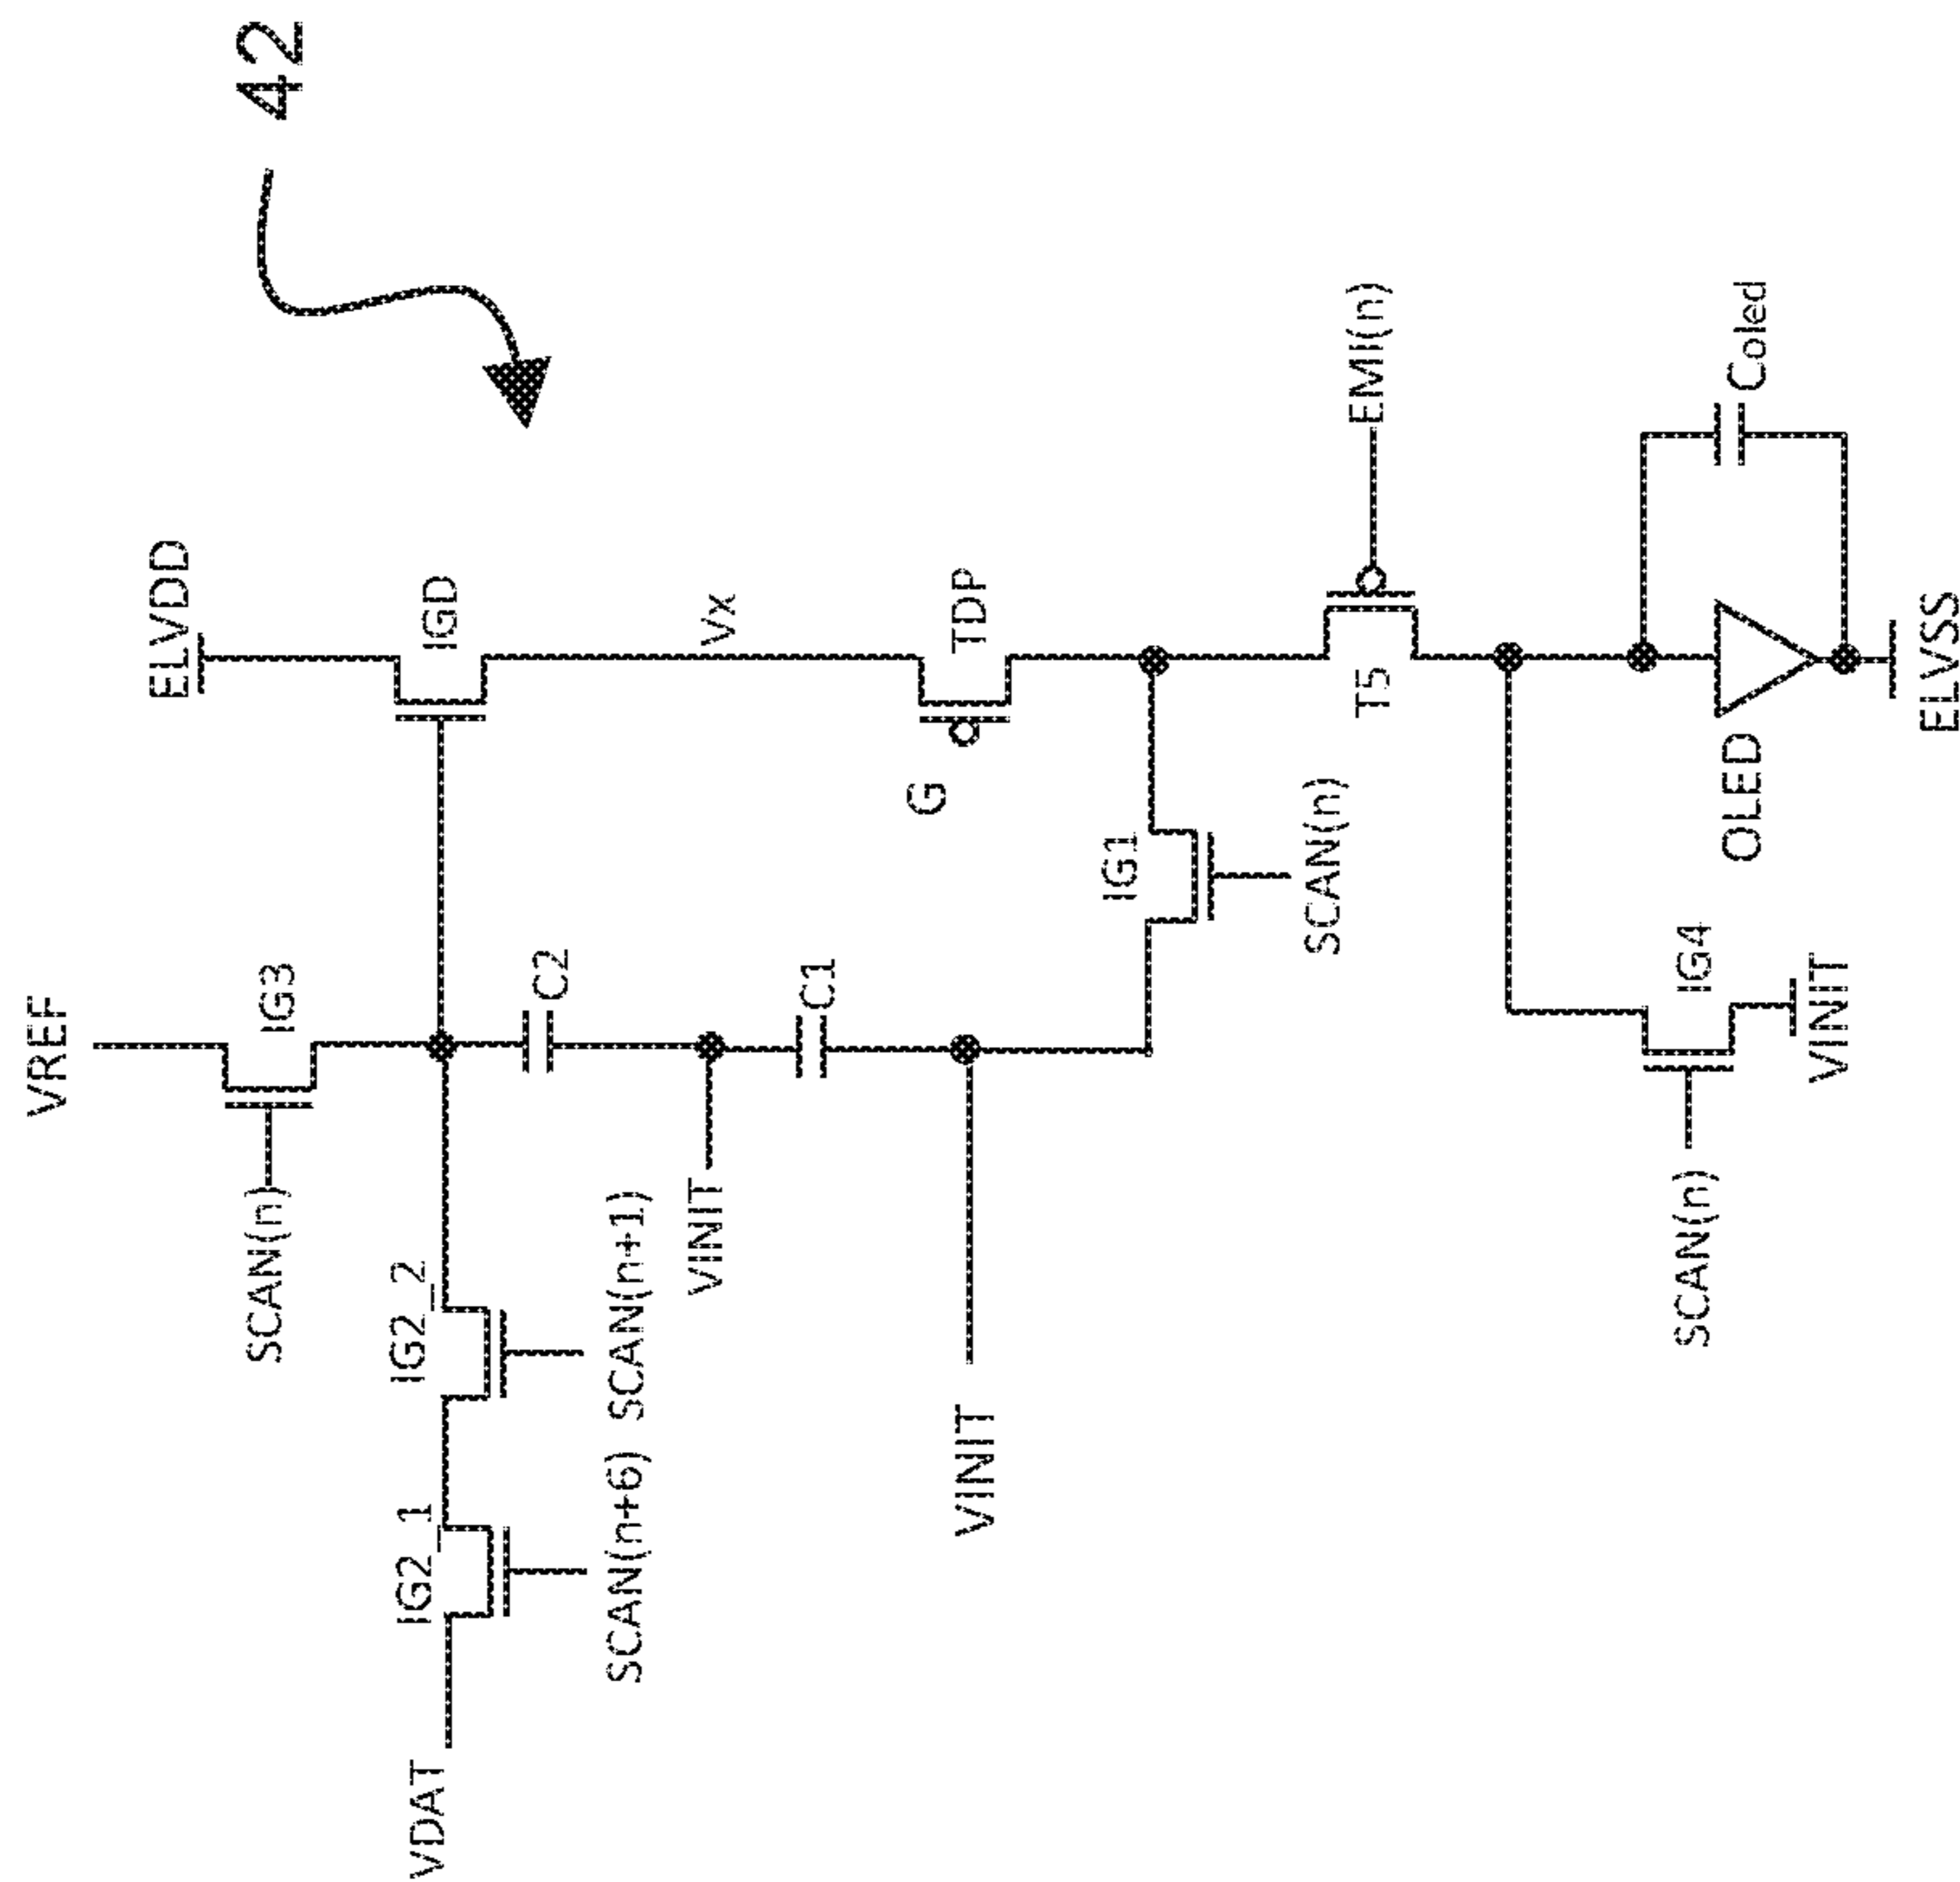 42
VREF
ELVDD
SCAN(n)
IG3
IGD
IG2_2
IG2_1
VDAT
C2
Vx
SCAN(n+1)
SCAN(n+6)
VINIT
C1
G
TDP
VINIT
IG1
SCAN(n)
EMI(n)
T5
IG4
SCAN(n)
VINIT
OLED
Coled
ELVSS